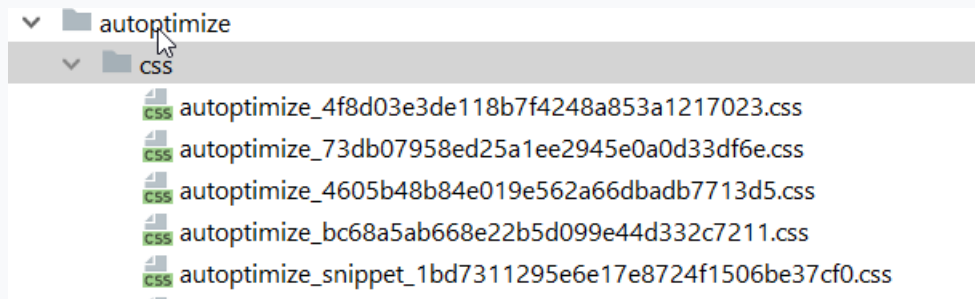 autoptimize
css
autoptimize_4f8d03e3de118b7f4248a853a1217023.css
autoptimize_73db07958ed25a1ee2945e0a0d33df6e.css
autoptimize_4605b48b84e019e562a66dbadb7713d5.css
autoptimize_bc68a5ab668e22b5d099e44d332c7211.css
autoptimize_snippet_1bd7311295e6e17e8724f1506be37cf0.css